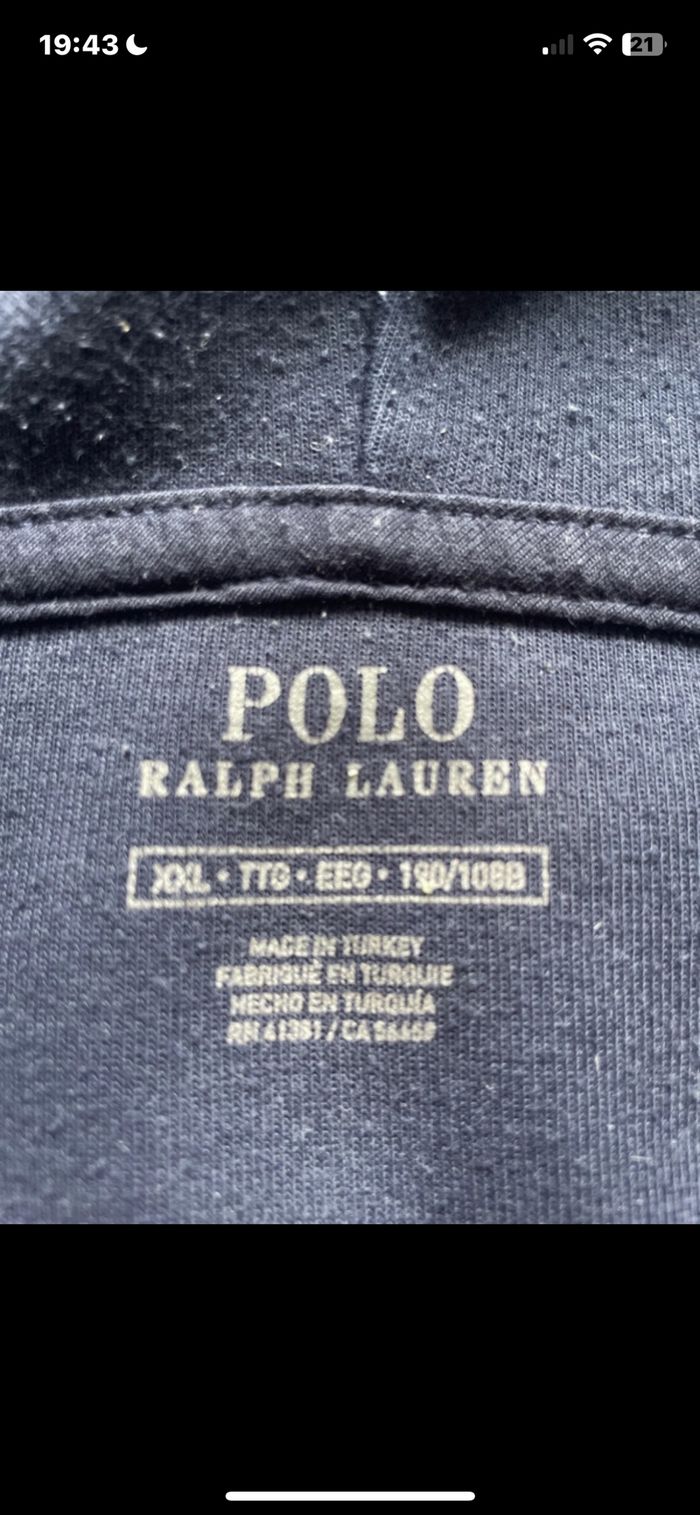 19:43
21
POLO
RALPH LAUREN
XXL • TTG • EEG • 190/108B
MADE IN TURKEY
FABRIQUÉ EN TURQUIE
HECHO EN TURQUÍA
RN 41381 / CA